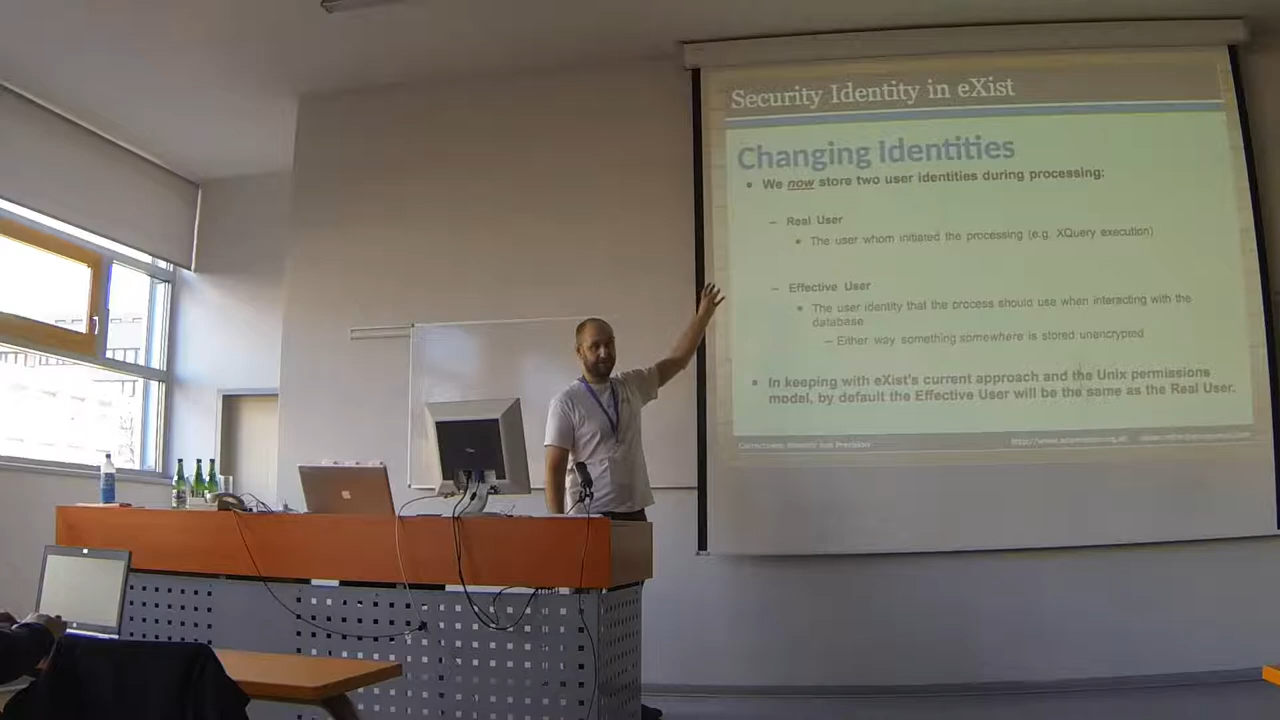 Security Identity in eXist
Changing Identities
• We now store two user identities during processing:
– Real User
• The user whom initiated the processing (e.g. XQuery execution)
– Effective User
• The user identity that the process should use when interacting with the
database
– Either way something somewhere is stored unencrypted
• In keeping with eXist's current approach and the Unix permissions
model, by default the Effective User will be the same as the Real User.